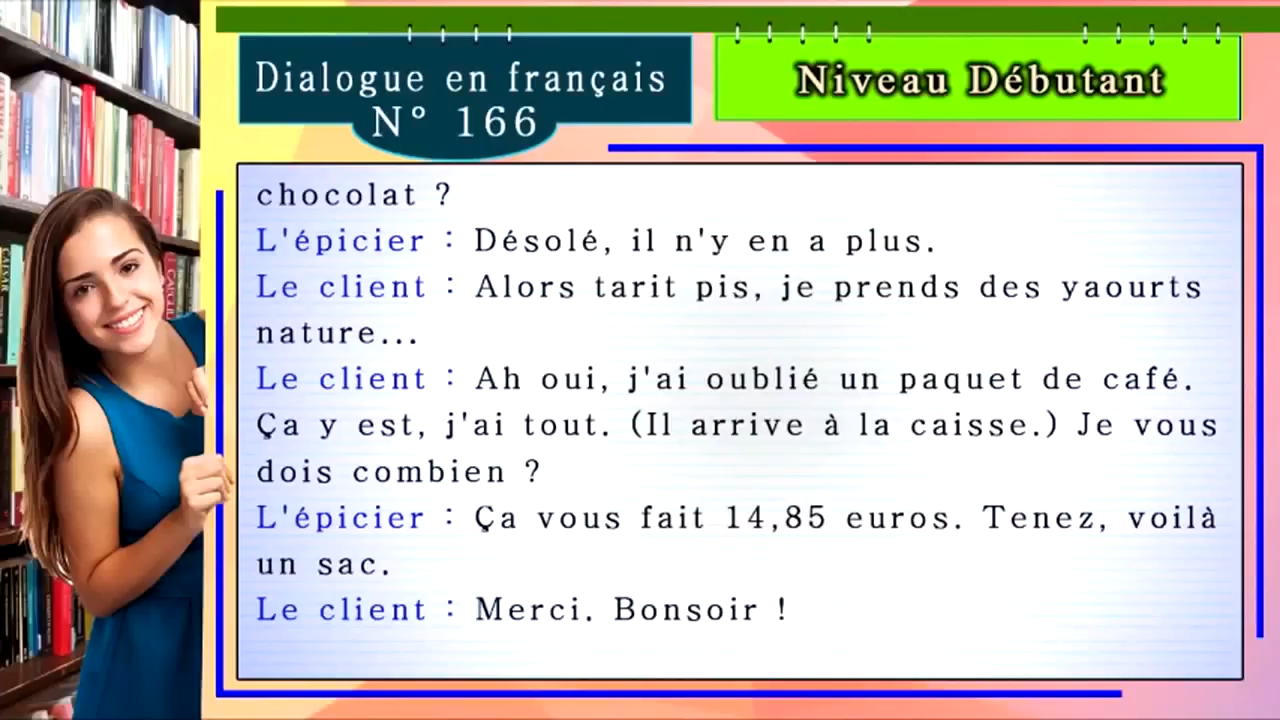 Dialogue en français
N° 166
Niveau Débutant
chocolat ?
L'épicier : Désolé, il n'y en a plus.
Le client : Alors tarit pis, je prends des yaourts
nature...
Le client : Ah oui, j'ai oublié un paquet de café.
Ça y est, j'ai tout. (Il arrive à la caisse.) Je vous
dois combien ?
L'épicier : Ça vous fait 14,85 euros. Tenez, voilà
un sac.
Le client : Merci. Bonsoir !